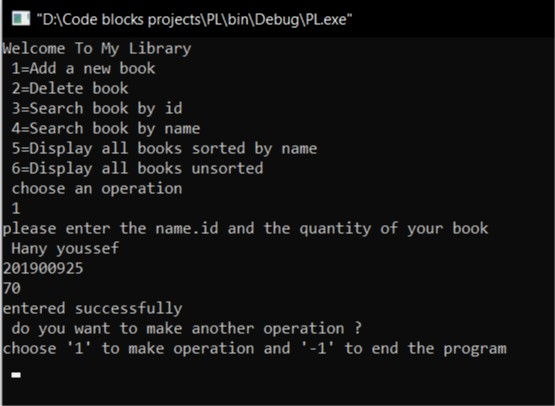 "D:\Code blocks projects\PL\bin\Debug\PL.exe"
Welcome To My Library
1=Add a new book
2=Delete book
3=Search book by id
4=Search book by name
5=Display all books sorted by name
6=Display all books unsorted
choose an operation
1
please enter the name.id and the quantity of your book
Hany youssef
201900925
70
entered successfully
do you want to make another operation ?
choose '1' to make operation and '-1' to end the program